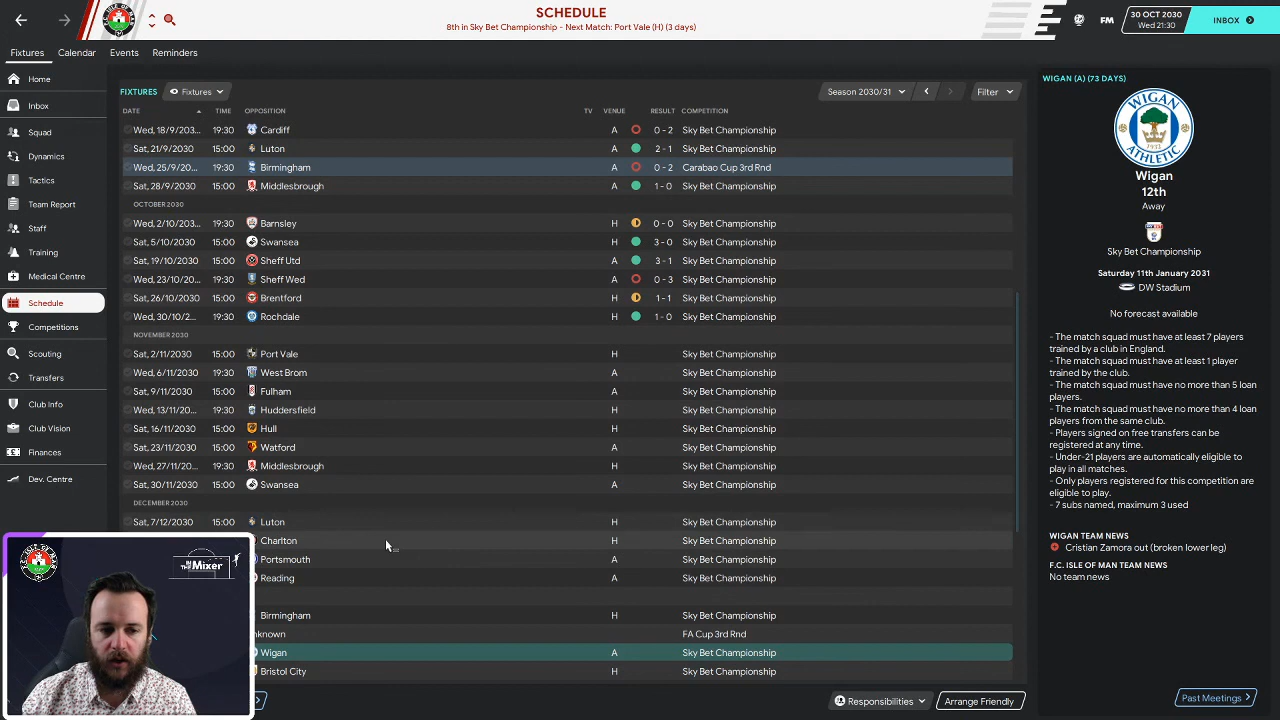 SCHEDULE
8th in Sky Bet Championship - Next Match: Port Vale (H) (3 days)
FM
30 OCT 2030
Wed 21:30
INBOX
Fixtures Calendar Events Reminders
Home
Inbox
Squad
Dynamics
Tactics
Team Report
Staff
Training
Medical Centre
Schedule
Competitions
Scouting
Transfers
Club Info
Club Vision
Finances
Dev. Centre
FIXTURES Fixtures Season 2030/31 Filter
DATE TIME OPPOSITION TV VENUE RESULT COMPETITION
Wed, 18/9/203... 19:30 Cardiff A 0 - 2 Sky Bet Championship
Sat, 21/9/2030 15:00 Luton A 2 - 1 Sky Bet Championship
Wed, 25/9/20... 19:30 Birmingham A 0 - 2 Carabao Cup 3rd Rnd
Sat, 28/9/2030 15:00 Middlesbrough A 1 - 0 Sky Bet Championship
OCTOBER 2030
Wed, 2/10/203... 19:30 Barnsley H 0 - 0 Sky Bet Championship
Sat, 5/10/2030 15:00 Swansea H 3 - 0 Sky Bet Championship
Sat, 19/10/2030 15:00 Sheff Utd A 3 - 1 Sky Bet Championship
Wed, 23/10/20... 19:30 Sheff Wed A 0 - 3 Sky Bet Championship
Sat, 26/10/2030 15:00 Brentford H 1 - 1 Sky Bet Championship
Wed, 30/10/2... 19:30 Rochdale H 1 - 0 Sky Bet Championship
NOVEMBER 2030
Sat, 2/11/2030 15:00 Port Vale H Sky Bet Championship
Wed, 6/11/2030 19:30 West Brom A Sky Bet Championship
Sat, 9/11/2030 15:00 Fulham A Sky Bet Championship
Wed, 13/11/20... 19:30 Huddersfield H Sky Bet Championship
Sat, 16/11/2030 15:00 Hull H Sky Bet Championship
Sat, 23/11/2030 15:00 Watford A Sky Bet Championship
Wed, 27/11/20... 19:30 Middlesbrough H Sky Bet Championship
Sat, 30/11/2030 15:00 Swansea A Sky Bet Championship
DECEMBER 2030
Sat, 7/12/2030 15:00 Luton H Sky Bet Championship
Charlton H Sky Bet Championship
Portsmouth A Sky Bet Championship
Reading A Sky Bet Championship
Birmingham H Sky Bet Championship
nknown FA Cup 3rd Rnd
Wigan A Sky Bet Championship
Bristol City H Sky Bet Championship
The Mixer
Responsibilities Arrange Friendly
WIGAN (A) (73 DAYS)
WIGAN
1932
ATHLETIC
Wigan
12th
Away
Sky Bet Championship
Saturday 11th January 2031
DW Stadium
No forecast available
- The match squad must have at least 7 players
trained by a club in England.
- The match squad must have at least 1 player
trained by the club.
- The match squad must have no more than 5 loan
players.
- The match squad must have no more than 4 loan
players from the same club.
- Players signed on free transfers can be
registered at any time.
- Under-21 players are automatically eligible to
play in all matches.
- Only players registered for this competition are
eligible to play.
- 7 subs named, maximum 3 used
WIGAN TEAM NEWS
Cristian Zamora out (broken lower leg)
F.C. ISLE OF MAN TEAM NEWS
No team news
Past Meetings